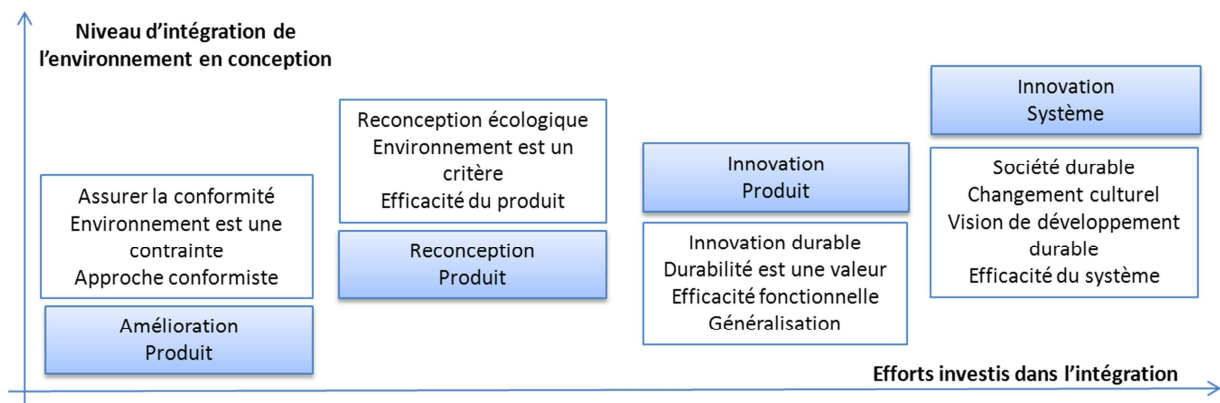 Niveau d’intégration de
l’environnement en conception
Assurer la conformité
Environnement est une
contrainte
Approche conformiste
Amélioration
Produit
Reconception écologique
Environnement est un
critère
Efficacité du produit
Reconception
Produit
Innovation
Produit
Innovation durable
Durabilité est une valeur
Efficacité fonctionnelle
Généralisation
Innovation
Système
Société durable
Changement culturel
Vision de développement
durable
Efficacité du système
Efforts investis dans l’intégration